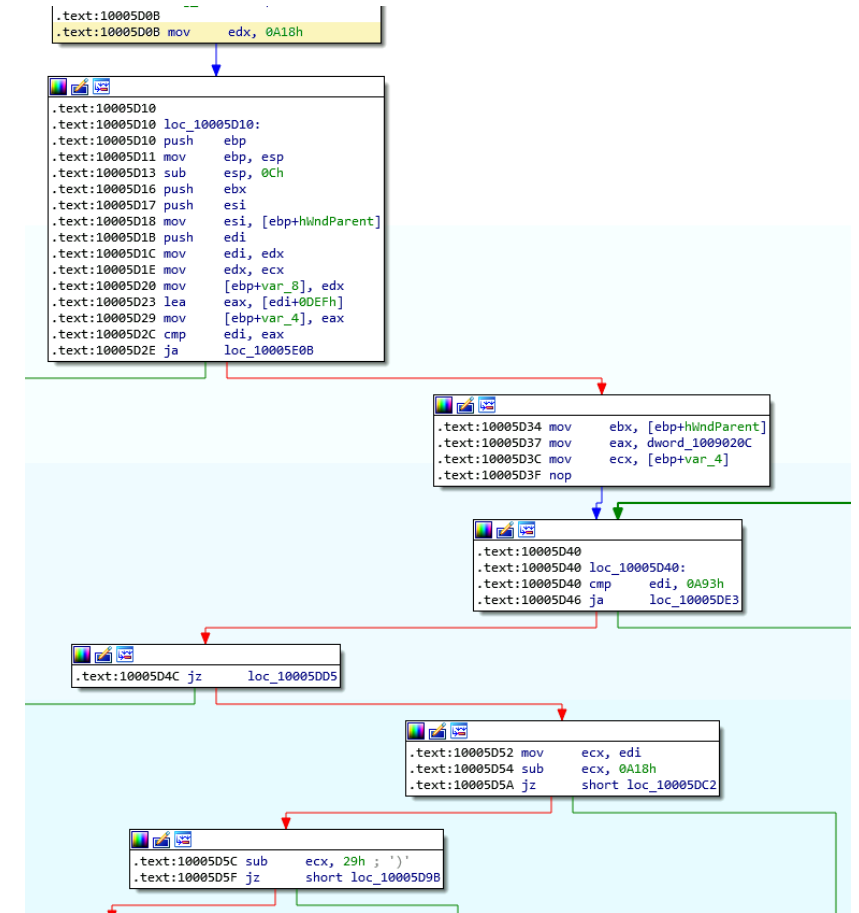 .text:10005D0B
.text:10005D0B mov edx, 0A18h
.text:10005D10
.text:10005D10 loc_10005D10:
.text:10005D10 push ebp
.text:10005D11 mov ebp, esp
.text:10005D13 sub esp, 0Ch
.text:10005D16 push ebx
.text:10005D17 push esi
.text:10005D18 mov esi, [ebp+hWndParent]
.text:10005D1B push edi
.text:10005D1C mov edi, edx
.text:10005D1E mov edx, ecx
.text:10005D20 mov [ebp+var_8], edx
.text:10005D23 lea eax, [edi+0DEFh]
.text:10005D29 mov [ebp+var_4], eax
.text:10005D2C cmp edi, eax
.text:10005D2E ja loc_10005E0B
.text:10005D34 mov ebx, [ebp+hWndParent]
.text:10005D37 mov eax, dword_1009020C
.text:10005D3C mov ecx, [ebp+var_4]
.text:10005D3F nop
.text:10005D40
.text:10005D40 loc_10005D40:
.text:10005D40 cmp edi, 0A93h
.text:10005D46 ja loc_10005DE3
.text:10005D4C jz loc_10005DD5
.text:10005D52 mov ecx, edi
.text:10005D54 sub ecx, 0A18h
.text:10005D5A jz short loc_10005DC2
.text:10005D5C sub ecx, 29h ; ')'
.text:10005D5F jz short loc_10005D9B